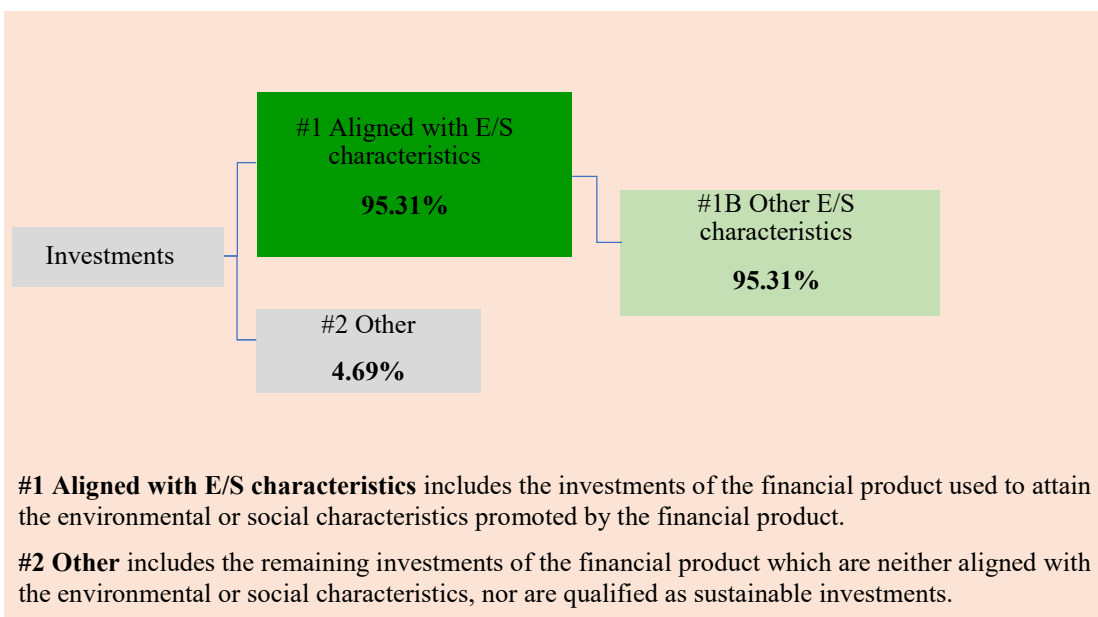 #1 Aligned with E/S
characteristics
95.31%
#1B Other E/S
characteristics
95.31%
Investments
#2 Other
4.69%
#1 Aligned with E/S characteristics includes the investments of the financial product used to attain
the environmental or social characteristics promoted by the financial product.
#2 Other includes the remaining investments of the financial product which are neither aligned with
the environmental or social characteristics, nor are qualified as sustainable investments.